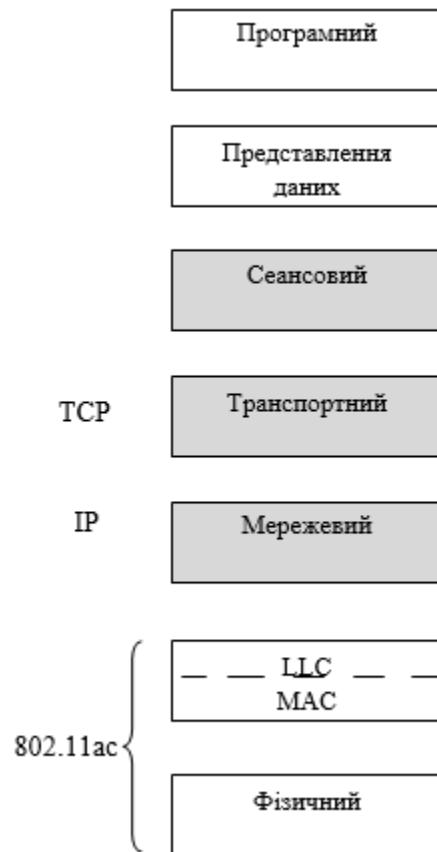 Програмний
Представлення
даних
Сеансовий
TCP
Транспортний
IP
Мережевий
LLC
MAC
802.11ac
Фізичний